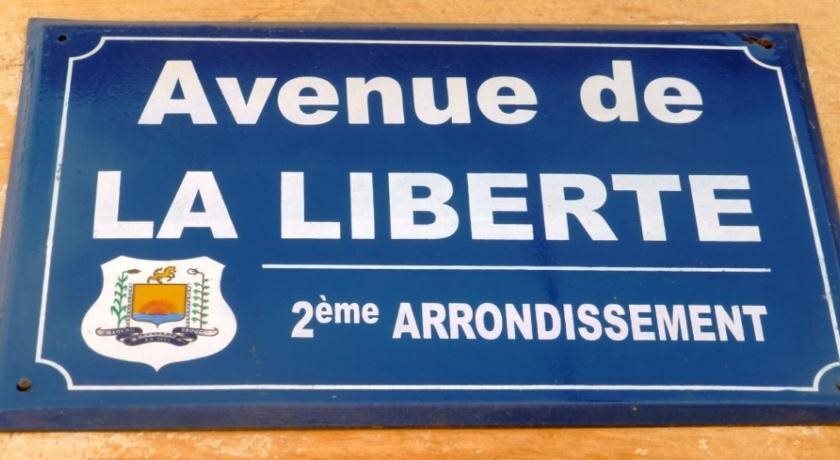 Avenue de
LA LIBERTE
2ème ARRONDISSEMENT